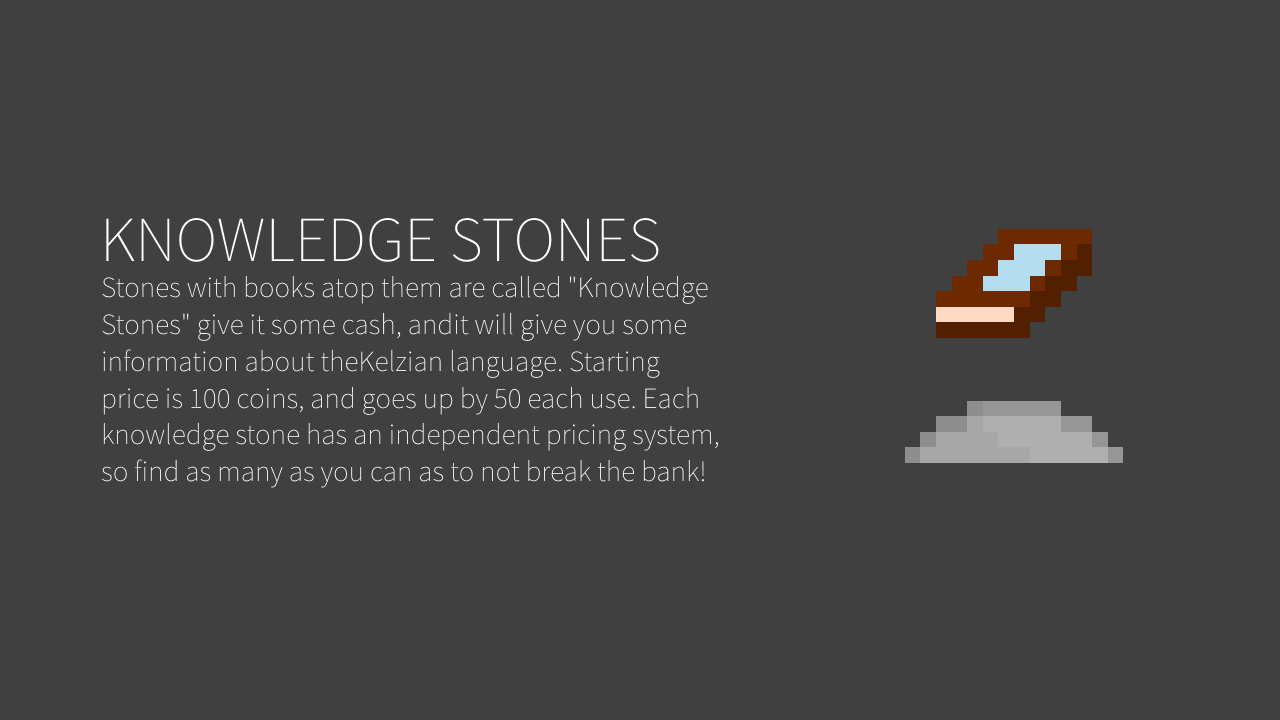 KNOWLEDGE STONES
Stones with books atop them are called "Knowledge
Stones" give it some cash, andit will give you some
information about theKelzian language. Starting
price is 100 coins, and goes up by 50 each use. Each
knowledge stone has an independent pricing system,
so find as many as you can as to not break the bank!